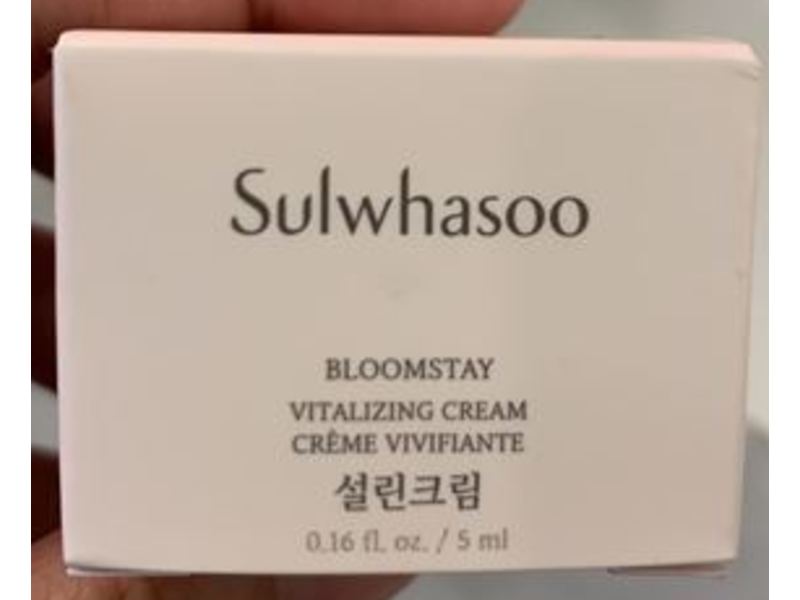 Sulwhasoo
BLOOMSTAY
VITALIZING CREAM
CRÈME VIVIFIANTE
설린크림
0.16 fl. oz. / 5 ml